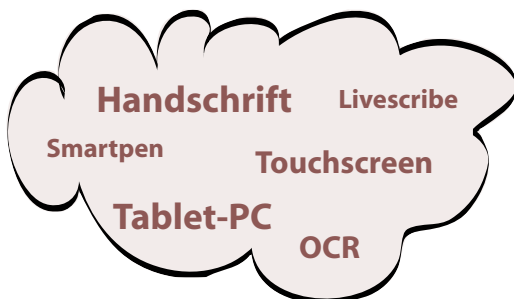 Handschrift
Livescribe
Smartpen
Touchscreen
Tablet-PC
OCR